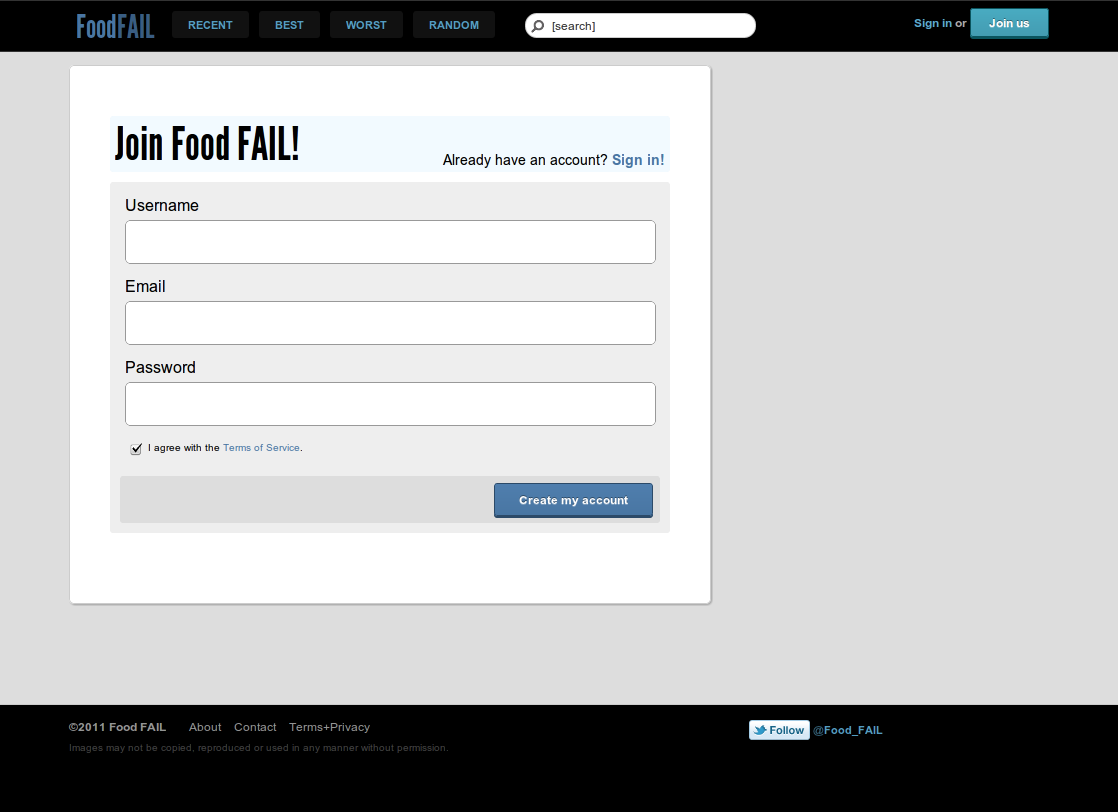 FoodFAIL RECENT BEST WORST RANDOM [search] Sign in or Join us
Join Food FAIL!
Already have an account? Sign in!
Username
Email
Password
I agree with the Terms of Service.
Create my account
©2011 Food FAIL About Contact Terms+Privacy
Follow @Food_FAIL
Images may not be copied, reproduced or used in any manner without permission.